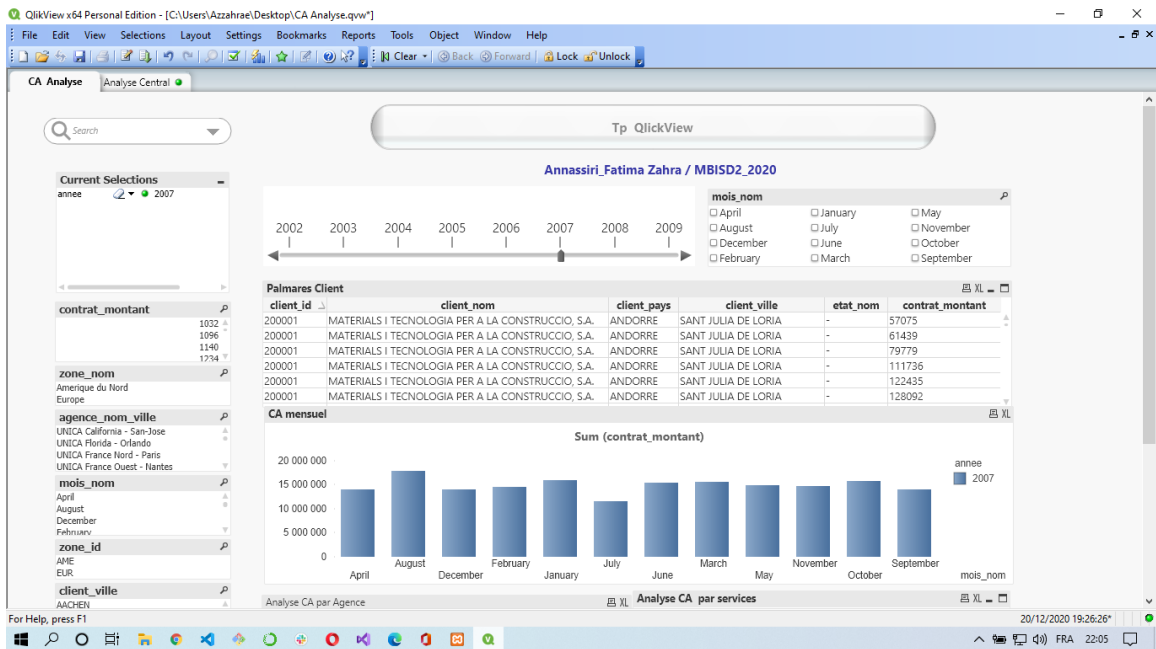 QlikView x64 Personal Edition - [C:\Users\Azzahrae\Desktop\CA Analyse.qvw*]
File Edit View Selections Layout Settings Bookmarks Reports Tools Object Window Help
Clear Back Forward Lock Unlock
CA Analyse Analyse Central
Search
Tp QlickView
Annassiri_Fatima Zahra / MBISD2_2020
Current Selections
annee 2007
2002 2003 2004 2005 2006 2007 2008 2009
mois_nom
April January May
August July November
December June October
February March September
contrat_montant
1032
1096
1140
1234
zone_nom
Amerique du Nord
Europe
agence_nom_ville
UNICA California - San-Jose
UNICA Florida - Orlando
UNICA France Nord - Paris
UNICA France Ouest - Nantes
mois_nom
April
August
December
February
zone_id
AME
EUR
client_ville
AACHEN
Palmares Client XL
client_id client_nom client_pays client_ville etat_nom contrat_montant
200001 MATERIALS I TECNOLOGIA PER A LA CONSTRUCCIO, S.A. ANDORRE SANT JULIA DE LORIA - 57075
200001 MATERIALS I TECNOLOGIA PER A LA CONSTRUCCIO, S.A. ANDORRE SANT JULIA DE LORIA - 61439
200001 MATERIALS I TECNOLOGIA PER A LA CONSTRUCCIO, S.A. ANDORRE SANT JULIA DE LORIA - 79779
200001 MATERIALS I TECNOLOGIA PER A LA CONSTRUCCIO, S.A. ANDORRE SANT JULIA DE LORIA - 111736
200001 MATERIALS I TECNOLOGIA PER A LA CONSTRUCCIO, S.A. ANDORRE SANT JULIA DE LORIA - 122435
200001 MATERIALS I TECNOLOGIA PER A LA CONSTRUCCIO, S.A. ANDORRE SANT JULIA DE LORIA - 128092
CA mensuel XL
Sum (contrat_montant)
20 000 000
15 000 000
10 000 000
5 000 000
0
annee
2007
August February July March November September
April December January June May October mois_nom
Analyse CA par Agence XL
Analyse CA par services XL
For Help, press F1
20/12/2020 19:26:26*
FRA 22:05